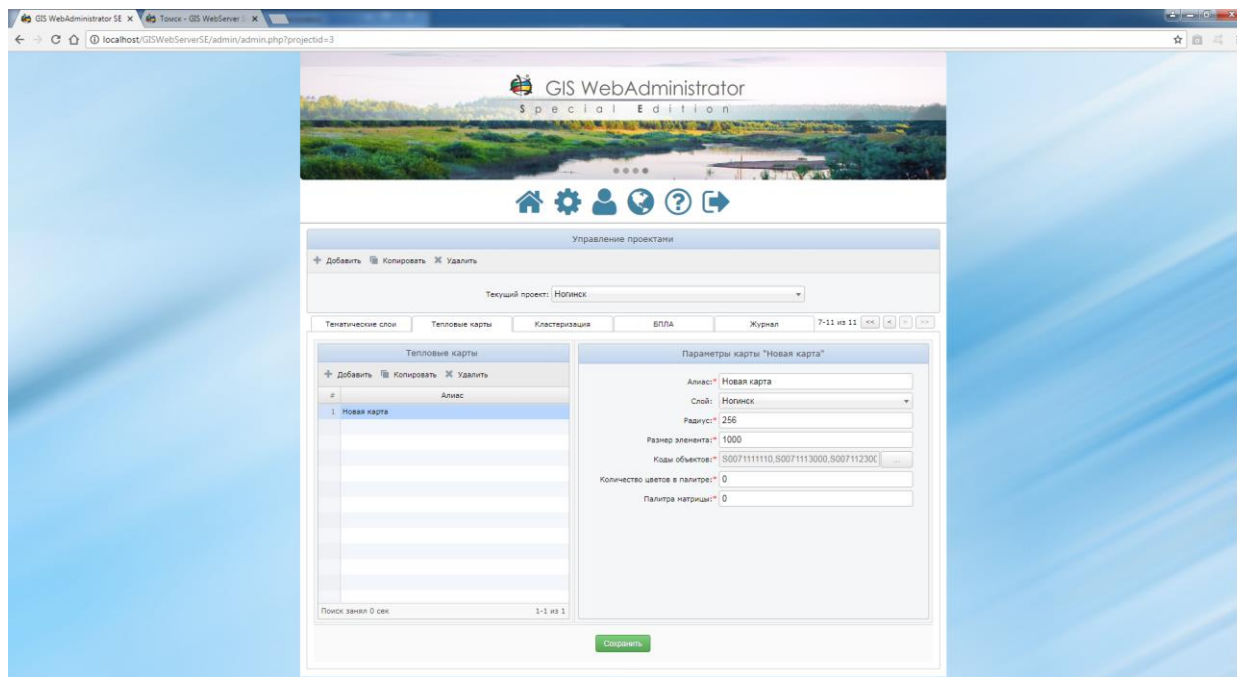 GIS WebAdministrator SE
Томск - GIS WebServer S
localhost/GISWebServerSE/admin/admin.php?projectid=3
GIS WebAdministrator
Special Edition
Управление проектами
Добавить Копировать Удалить
Текущий проект: Ногинск
Тематические слои Тепловые карты Кластеризация БПЛА Журнал 7-11 из 11 << < > >>
Тепловые карты
Добавить Копировать Удалить
# Алиас
1 Новая карта
Поиск занял 0 сек 1-1 из 1
Параметры карты "Новая карта"
Алиас:* Новая карта
Слой: Ногинск
Радиус:* 256
Размер элемента:* 1000
Коды объектов:* S0071111110,S0071113000,S007112300 ...
Количество цветов в палитре:* 0
Палитра матрицы:* 0
Сохранить